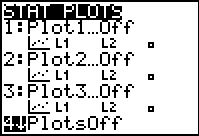 STAT PLOTS
1:Plot1…Off
L1 L2
2:Plot2…Off
L1 L2
3:Plot3…Off
L1 L2
4↓PlotsOff